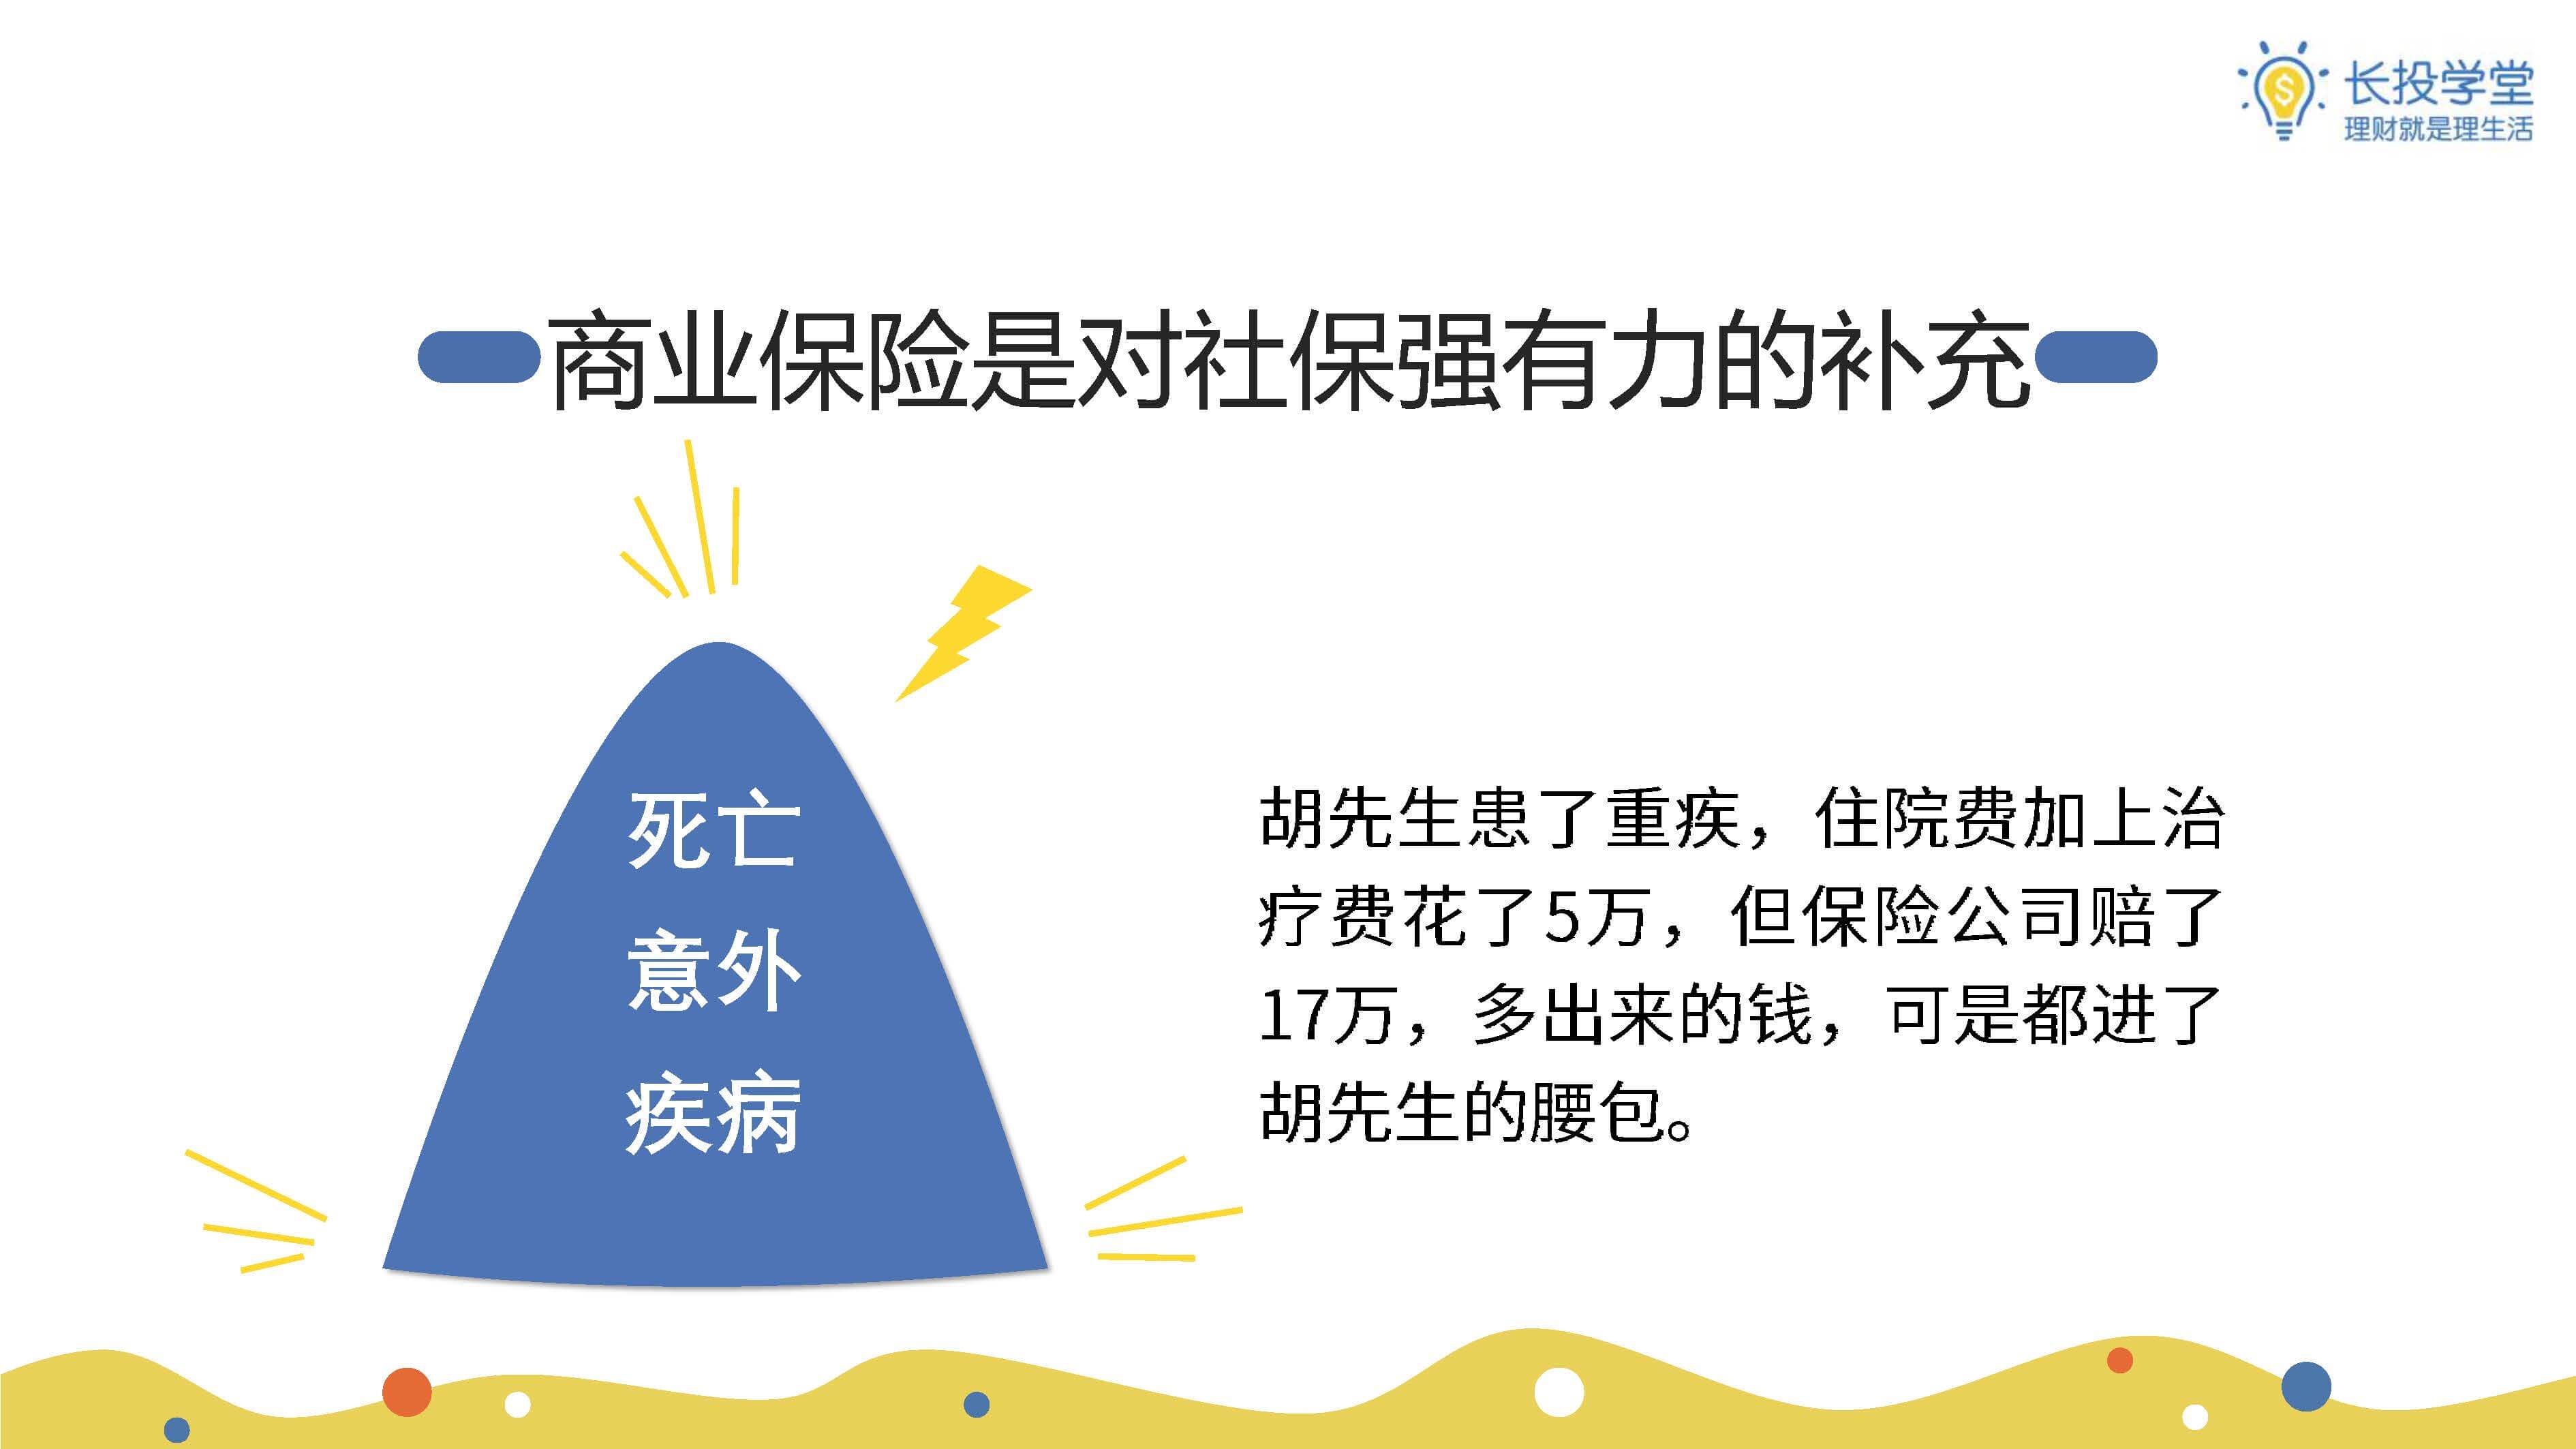 长投学堂
理财就是理生活
商业保险是对社保强有力的补充
死亡
意外
疾病
胡先生患了重疾，住院费加上治
疗费花了5万，但保险公司赔了
17万，多出来的钱，可是都进了
胡先生的腰包。